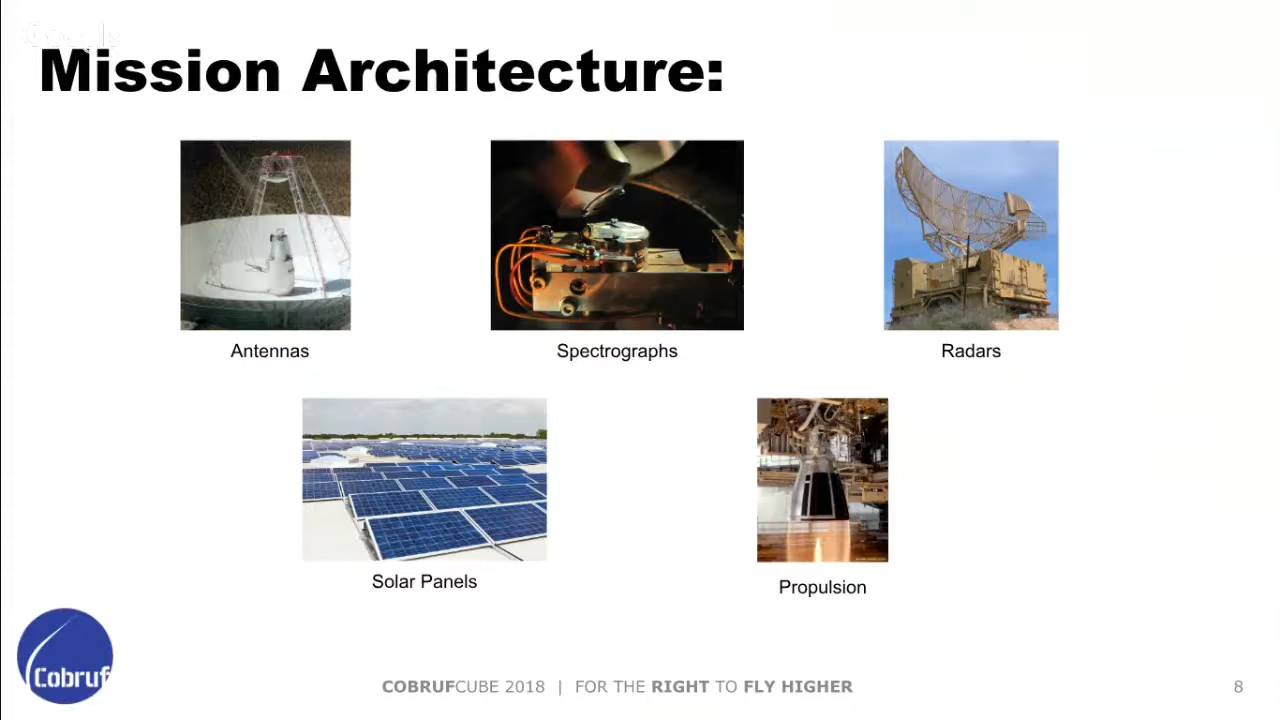 Mission Architecture:
Antennas
Spectrographs
Radars
Solar Panels
Propulsion
Cobruf
COBRUFCUBE 2018 | FOR THE RIGHT TO FLY HIGHER
8